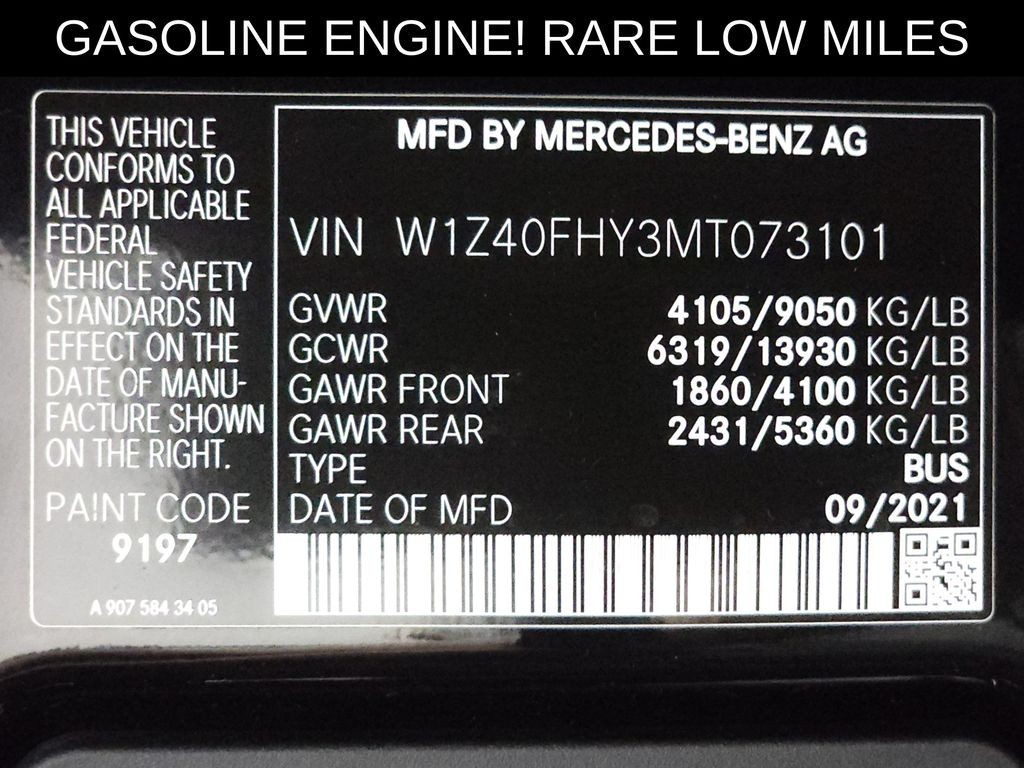 GASOLINE ENGINE! RARE LOW MILES
THIS VEHICLE
CONFORMS TO
ALL APPLICABLE
FEDERAL
VEHICLE SAFETY
STANDARDS IN
EFFECT ON THE
DATE OF MANU-
FACTURE SHOWN
ON THE RIGHT.
PAINT CODE
9197
A 907 584 34 05
MFD BY MERCEDES-BENZ AG
VIN W1Z40FHY3MT073101
GVWR 4105/9050 KG/LB
GCWR 6319/13930 KG/LB
GAWR FRONT 1860/4100 KG/LB
GAWR REAR 2431/5360 KG/LB
TYPE BUS
DATE OF MFD 09/2021